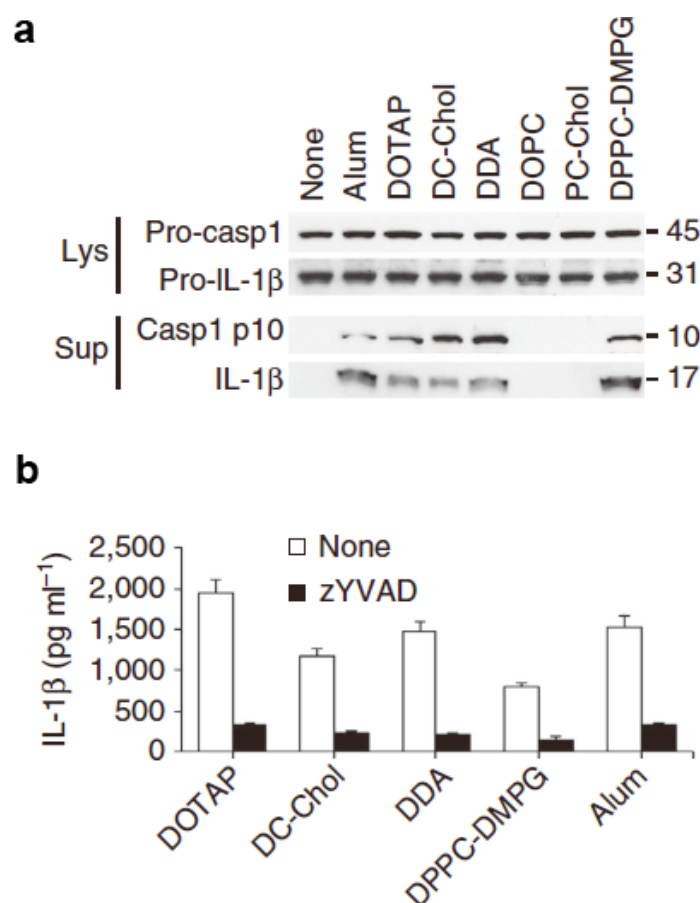 a
None
Alum
DOTAP
DC-Chol
DDA
DOPC
PC-Chol
DPPC-DMPG
Lys
Pro-casp1
45
Pro-IL-1β
31
Sup
Casp1 p10
10
IL-1β
17
b
2,500
2,000
1,500
1,000
500
0
IL-1β (pg ml⁻¹)
None
zYVAD
DOTAP
DC-Chol
DDA
DPPC-DMPG
Alum